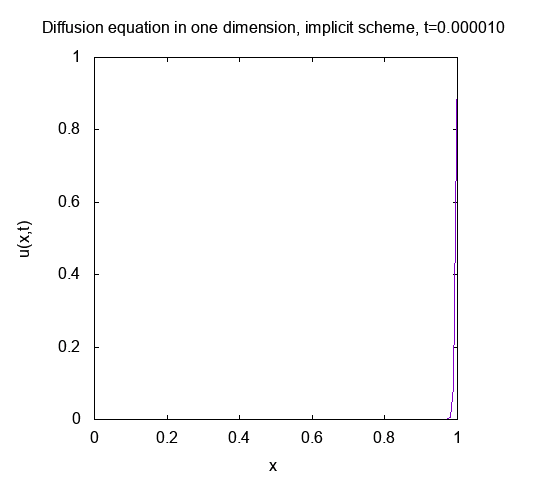 Diffusion equation in one dimension, implicit scheme, t=0.000010
1
0.8
0.6
0.4
0.2
0
u(x,t)
0 0.2 0.4 0.6 0.8 1
x